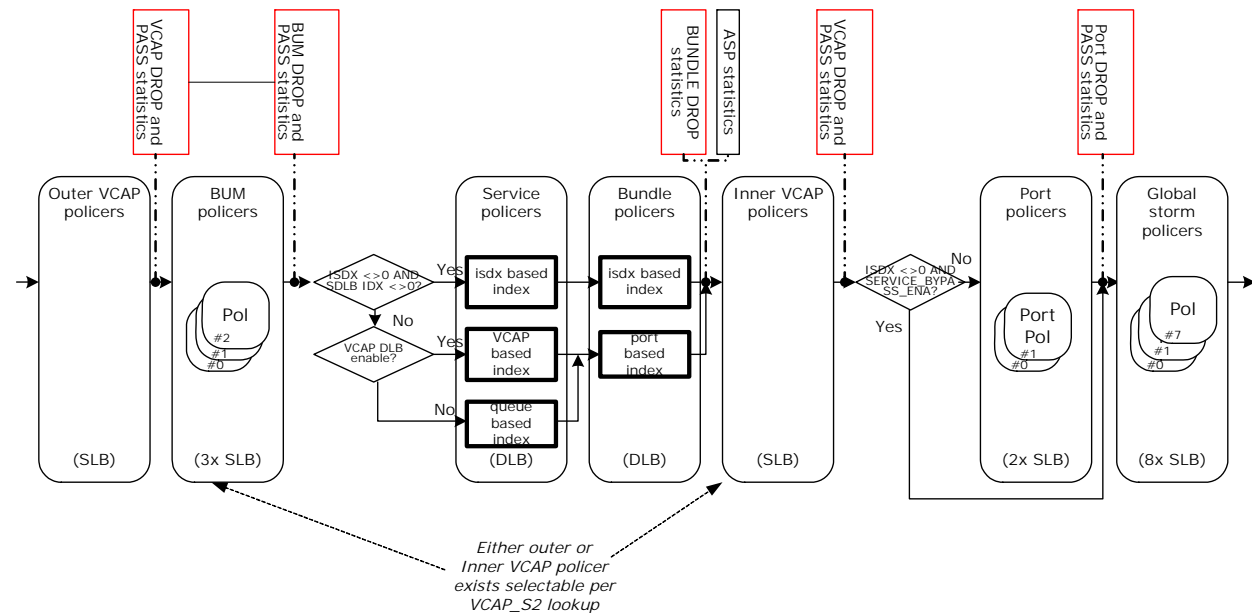 VCAP DROP and
PASS statistics
BUM DROP and
PASS statistics
BUNDLE DROP
statistics
ASP statistics
VCAP DROP and
PASS statistics
Port DROP and
PASS statistics
Outer VCAP
policers
(SLB)
BUM
policers
Pol
#2
#1
#0
(3x SLB)
ISDX <>0 AND
SDLB IDX <>0?
Yes
No
VCAP DLB
enable?
Yes
No
Service
policers
isdx based
index
VCAP
based
index
queue
based
index
(DLB)
Bundle
policers
isdx based
index
port
based
index
(DLB)
Inner VCAP
policers
(SLB)
ISDX <>0 AND
SERVICE_BYPA
SS_ENA?
No
Yes
Port
policers
Port
Pol
#1
#0
(2x SLB)
Global
storm
policers
Pol
#7
#1
#0
(8x SLB)
Either outer or
Inner VCAP policer
exists selectable per
VCAP_S2 lookup